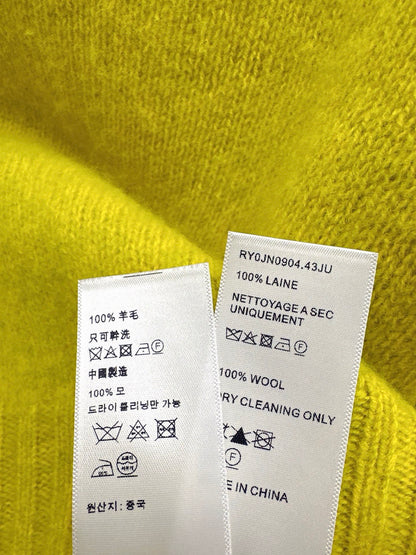 100% 羊毛
只可幹洗
中國製造
100% 모
드라이 클리닝만 가능
원산지: 중국
RY0JN0904.43JU
100% LAINE
NETTOYAGE A SEC
UNIQUEMENT
100% WOOL
DRY CLEANING ONLY
E IN CHINA